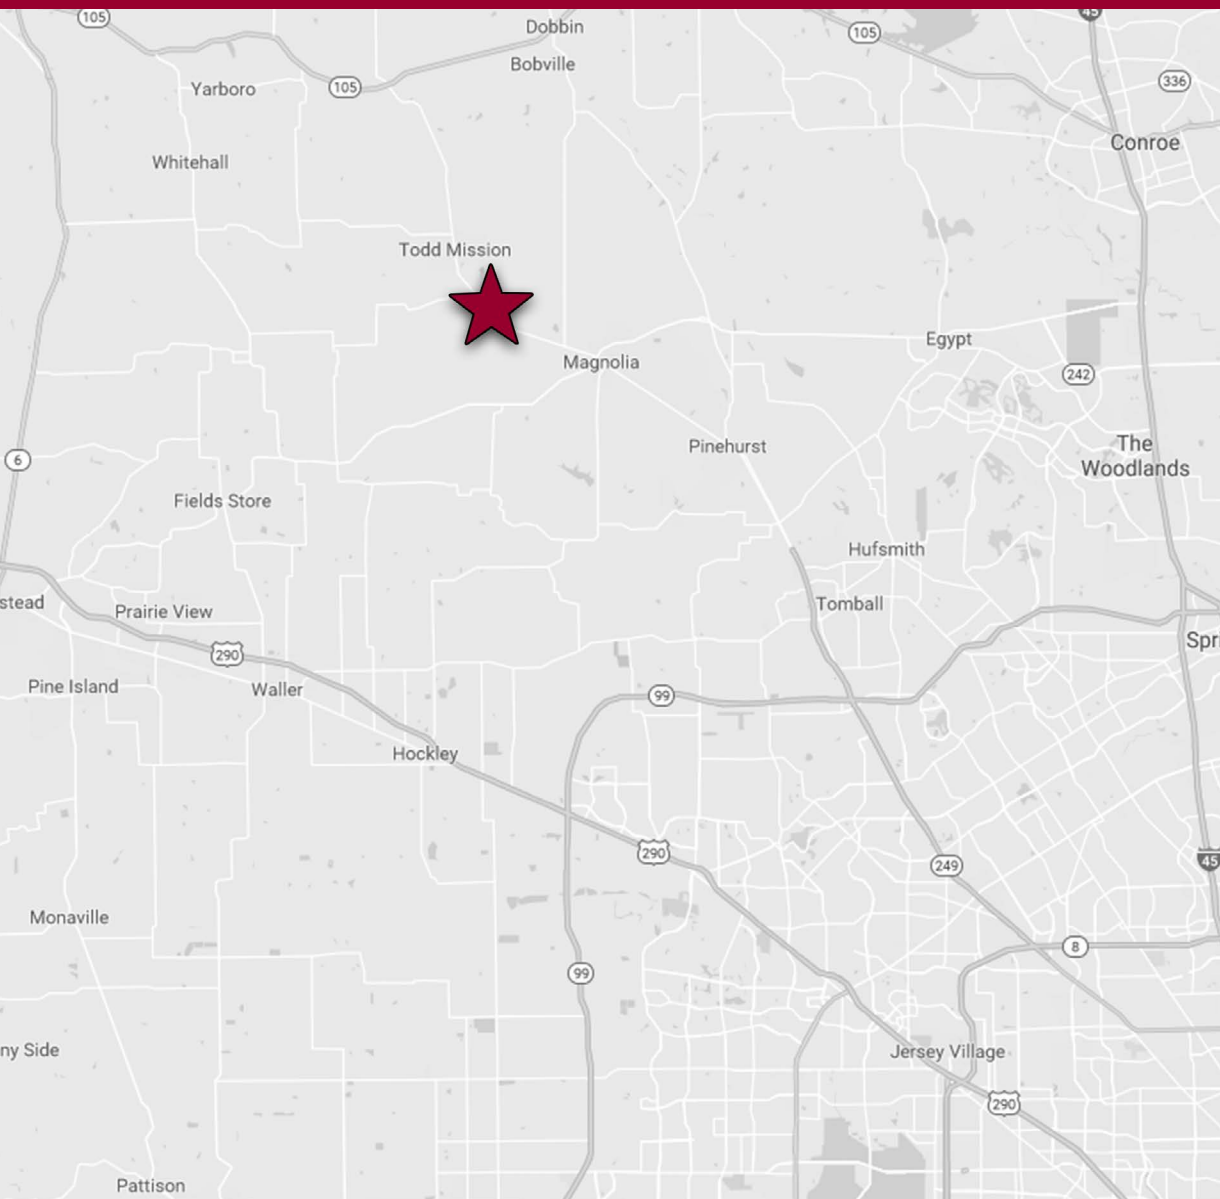 105
Dobbin
45
105
Bobville
336
Yarboro
105
Conroe
Whitehall
Todd Mission
Egypt
Magnolia
242
Pinehurst
The
Woodlands
6
Fields Store
Hufsmith
stead
Prairie View
Tomball
290
Spri
Pine Island
Waller
99
Hockley
290
249
45
Monaville
8
99
ny Side
Jersey Village
290
Pattison